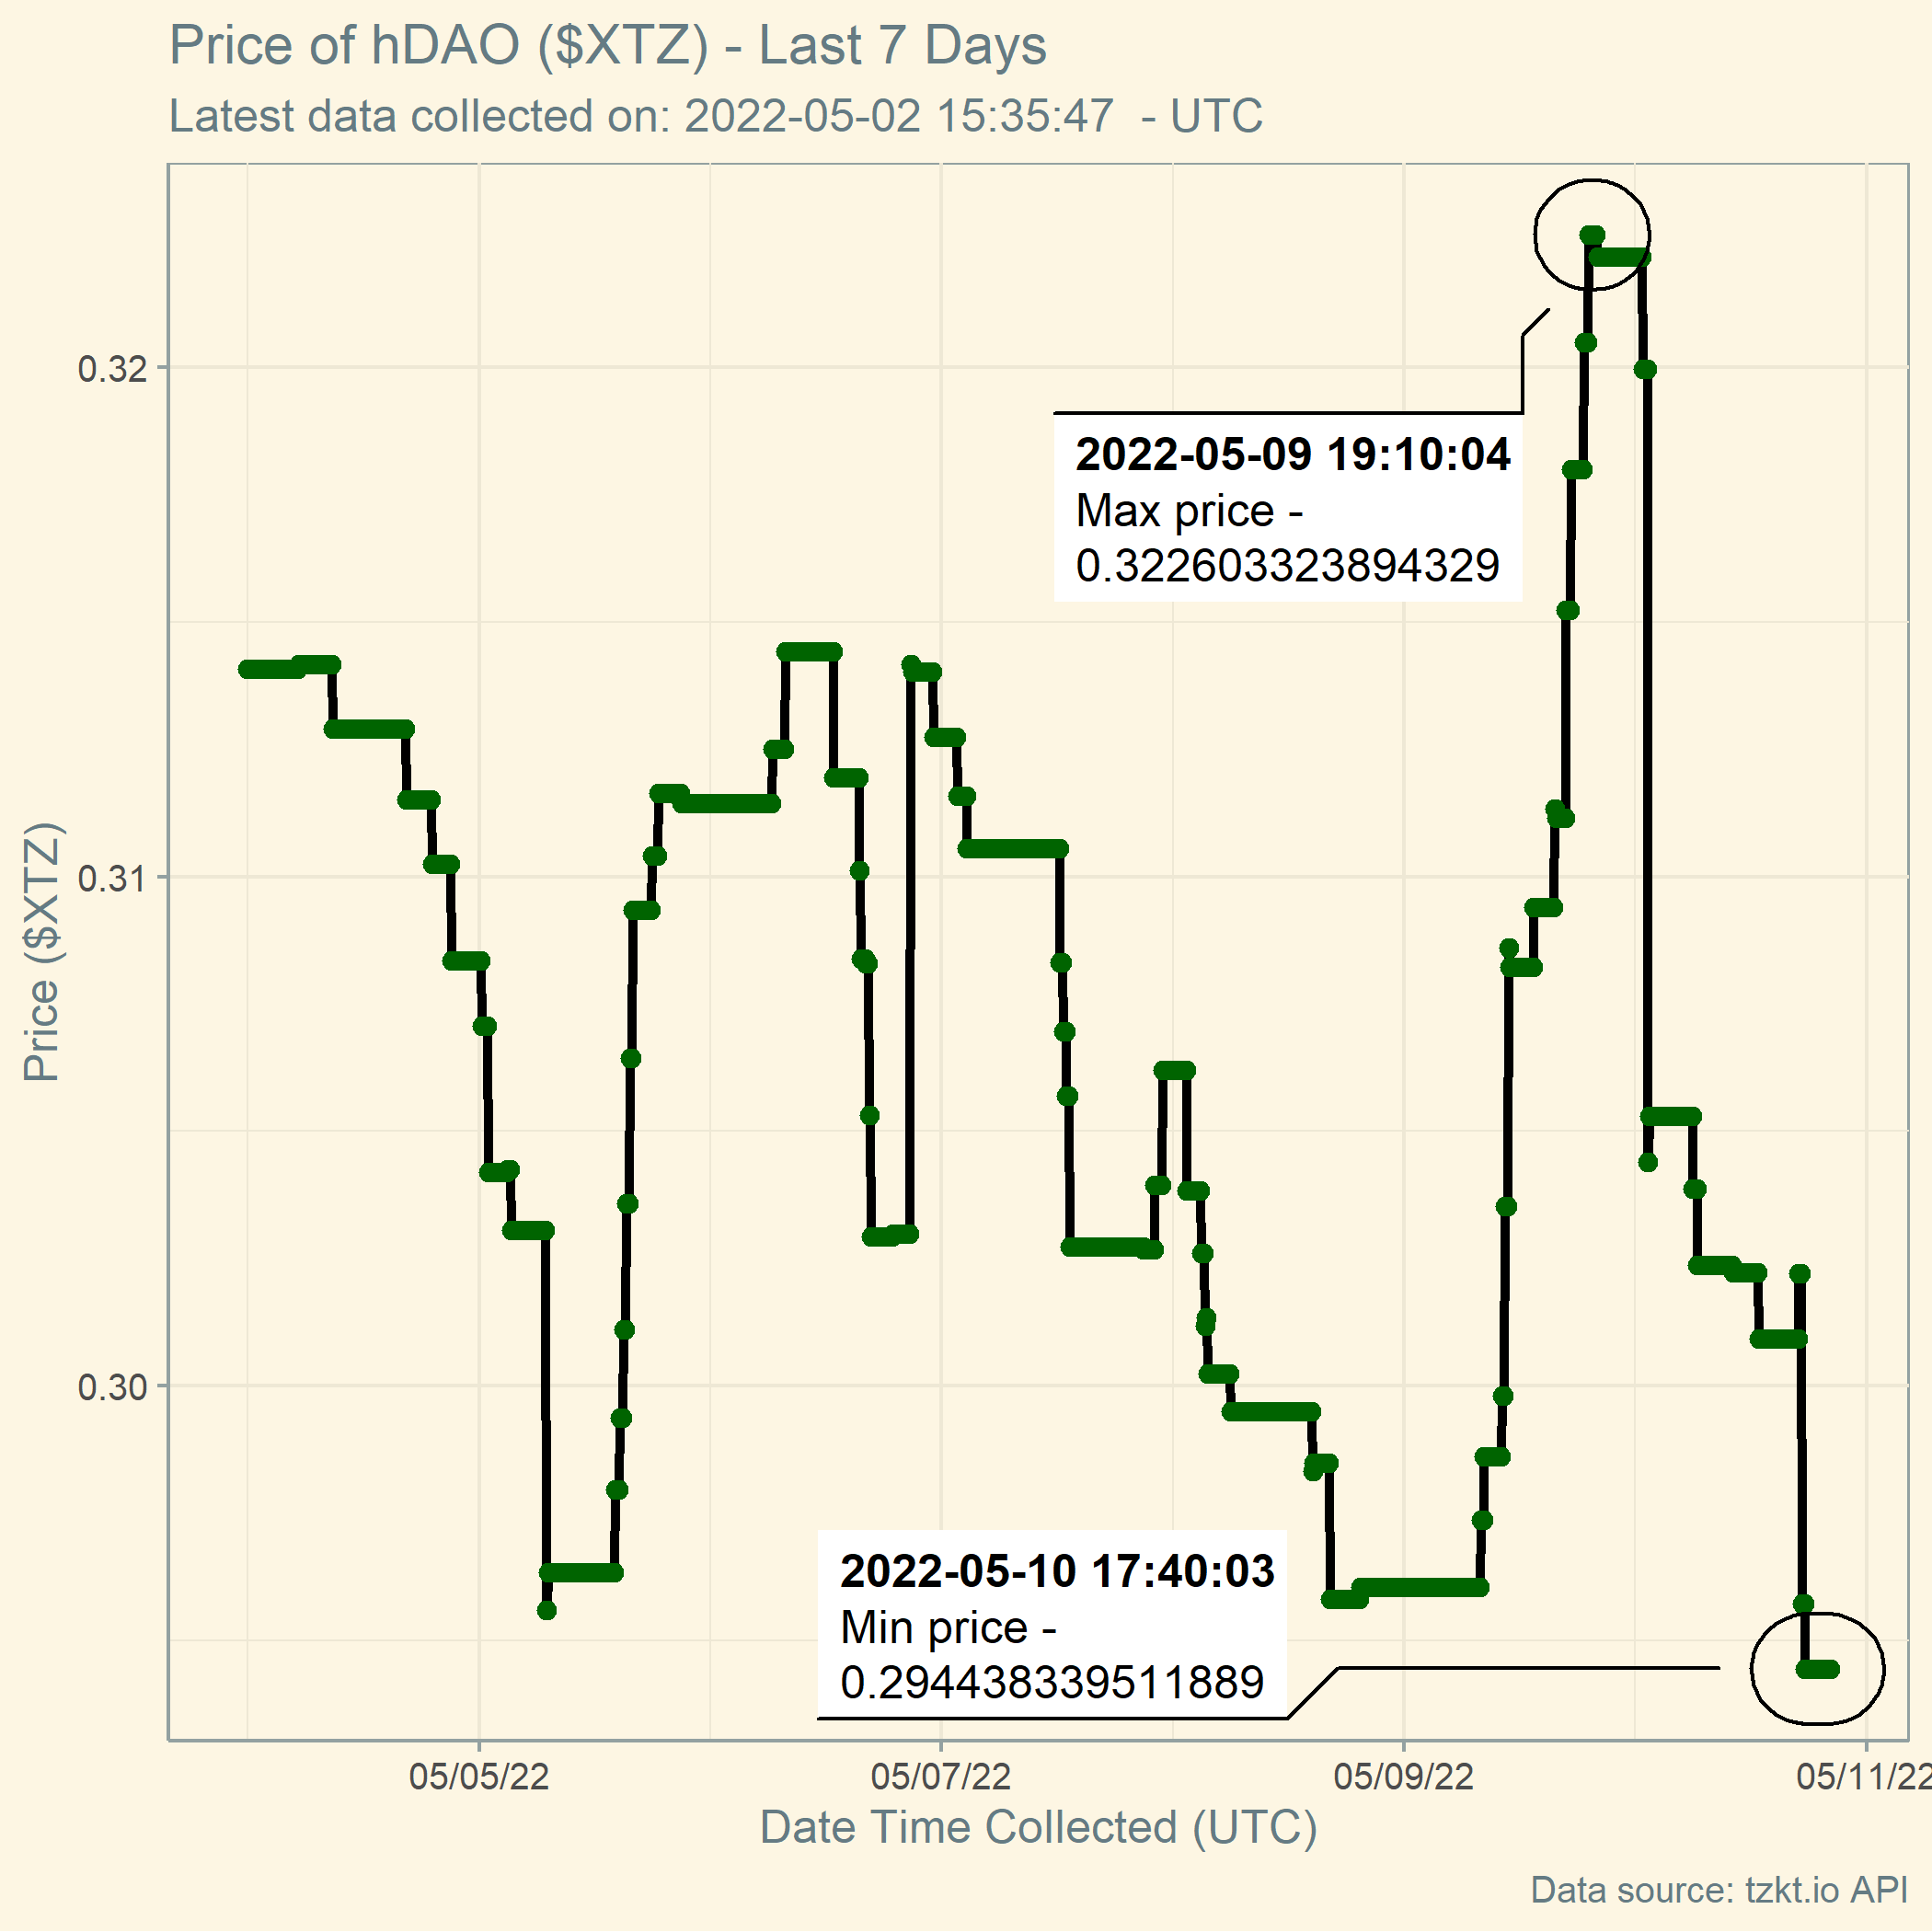 Price of hDAO ($XTZ) - Last 7 Days
Latest data collected on: 2022-05-02 15:35:47  - UTC
Price ($XTZ)
0.32
0.31
0.30
2022-05-09 19:10:04
Max price -
0.322603323894329
2022-05-10 17:40:03
Min price -
0.294438339511889
05/05/22
05/07/22
05/09/22
05/11/22
Date Time Collected (UTC)
Data source: tzkt.io API